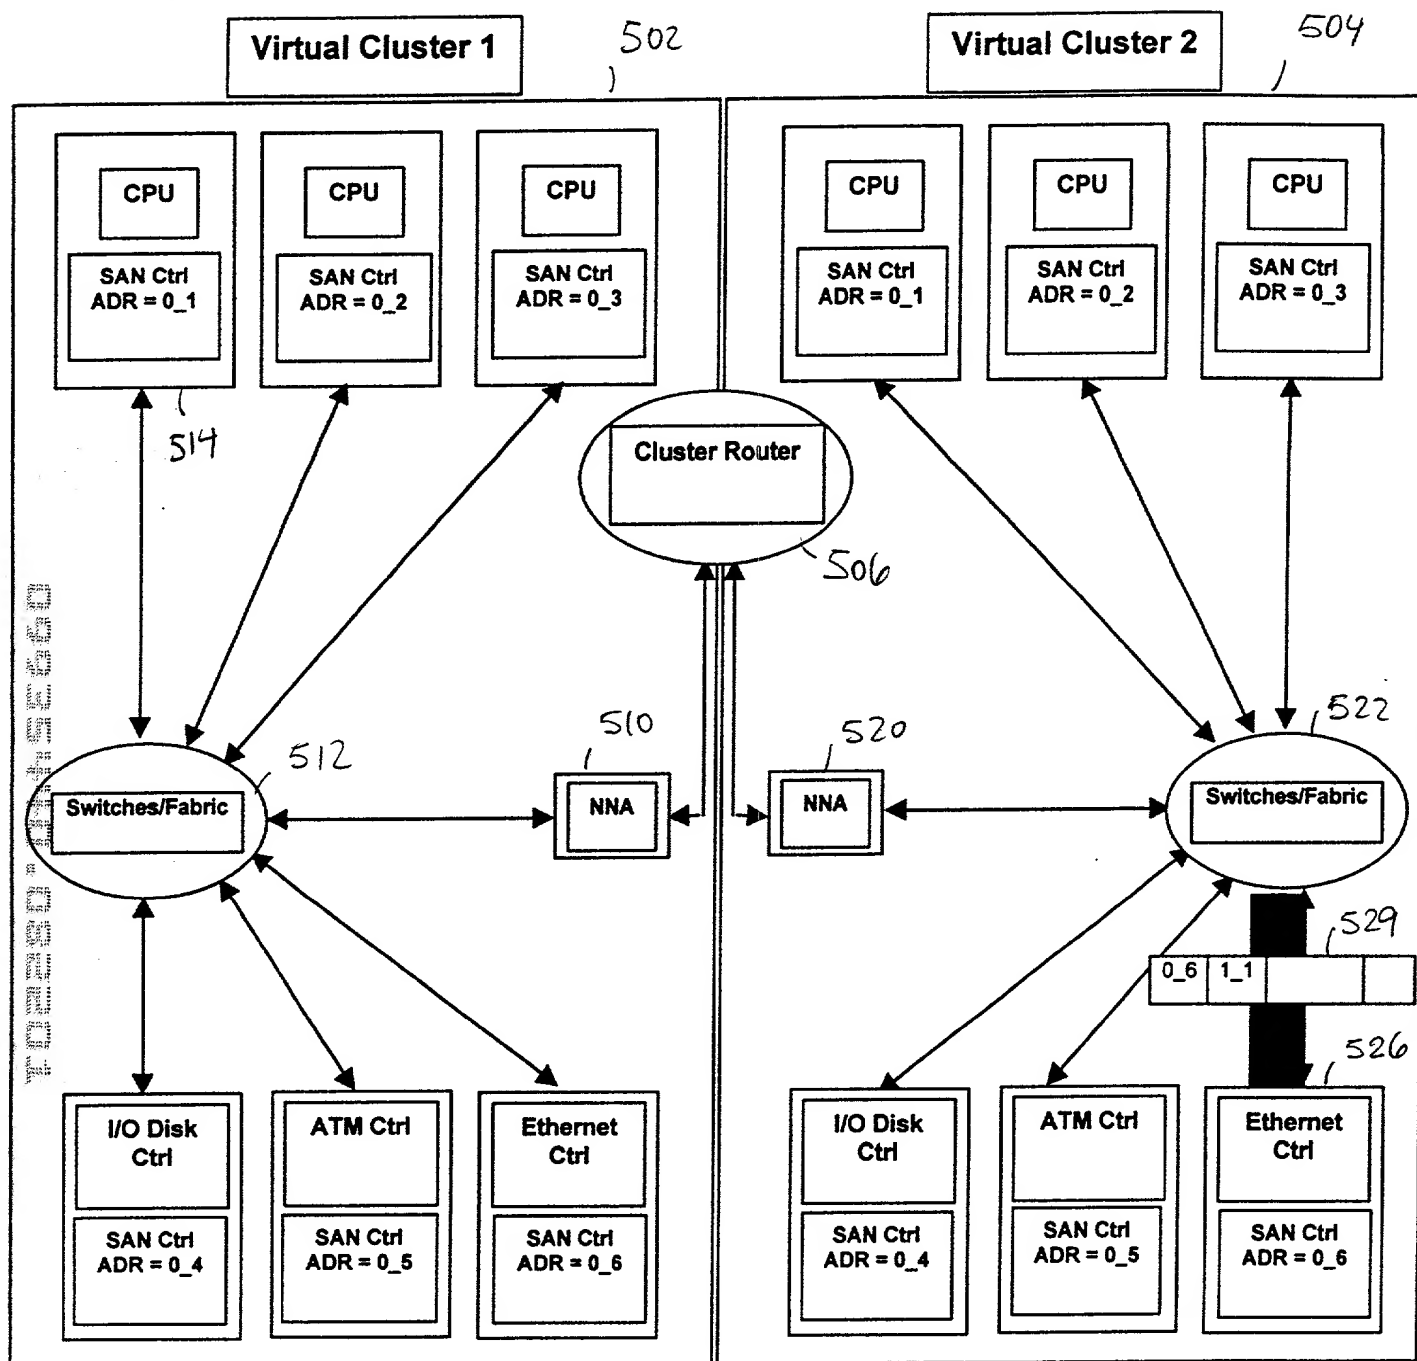 Virtual Cluster 1
502
Virtual Cluster 2
504
CPU
SAN Ctrl
ADR = 0_1
CPU
SAN Ctrl
ADR = 0_2
CPU
SAN Ctrl
ADR = 0_3
CPU
SAN Ctrl
ADR = 0_1
CPU
SAN Ctrl
ADR = 0_2
CPU
SAN Ctrl
ADR = 0_3
514
Cluster Router
506
512
Switches/Fabric
510
NNA
520
NNA
522
Switches/Fabric
529
0_6
1_1
526
I/O Disk
Ctrl
SAN Ctrl
ADR = 0_4
ATM Ctrl
SAN Ctrl
ADR = 0_5
Ethernet
Ctrl
SAN Ctrl
ADR = 0_6
I/O Disk
Ctrl
SAN Ctrl
ADR = 0_4
ATM Ctrl
SAN Ctrl
ADR = 0_5
Ethernet
Ctrl
SAN Ctrl
ADR = 0_6